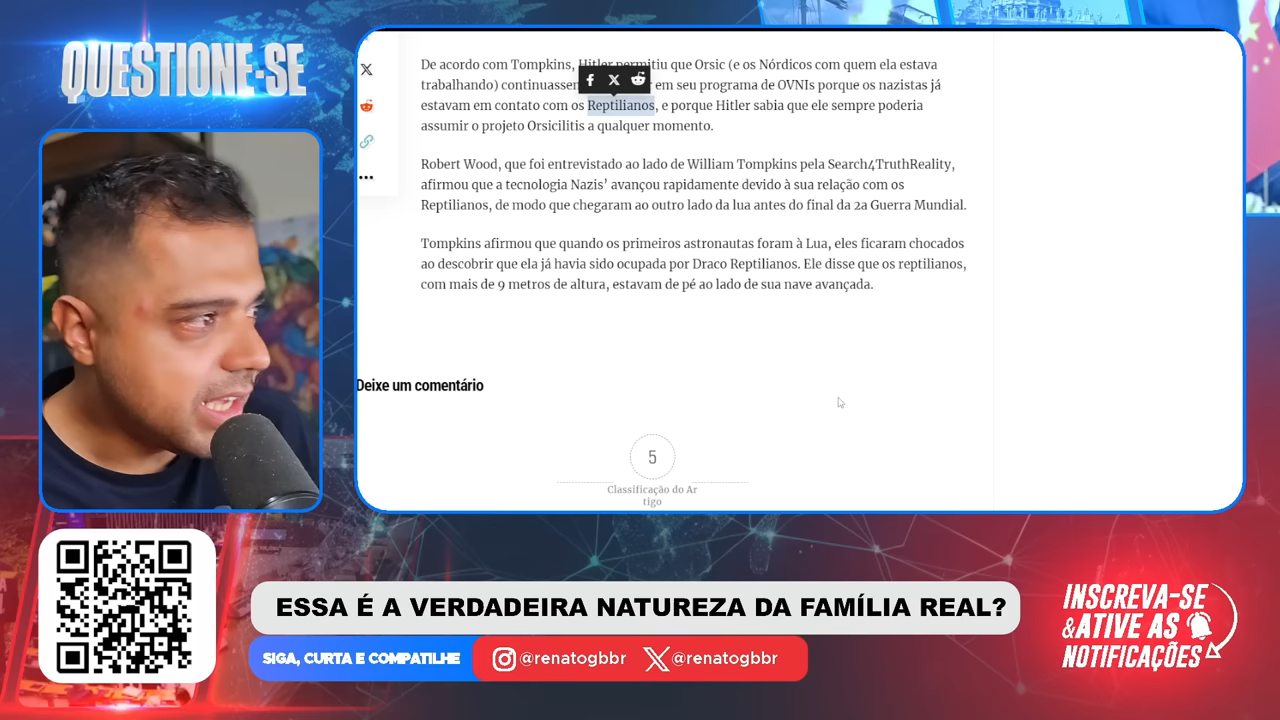 QUESTIONE-SE
De acordo com Tompkins, Hitler permitiu que Orsic (e os Nórdicos com quem ela estava
trabalhando) continuassem em seu programa de OVNIs porque os nazistas já
estavam em contato com os Reptilianos, e porque Hitler sabia que ele sempre poderia
assumir o projeto Orsicilitis a qualquer momento.
Robert Wood, que foi entrevistado ao lado de William Tompkins pela Search4TruthReality,
afirmou que a tecnologia Nazis’ avançou rapidamente devido à sua relação com os
Reptilianos, de modo que chegaram ao outro lado da lua antes do final da 2a Guerra Mundial.
Tompkins afirmou que quando os primeiros astronautas foram à Lua, eles ficaram chocados
ao descobrir que ela já havia sido ocupada por Draco Reptilianos. Ele disse que os reptilianos,
com mais de 9 metros de altura, estavam de pé ao lado de sua nave avançada.
Deixe um comentário
5
Classificação do Ar
tigo
ESSA É A VERDADEIRA NATUREZA DA FAMÍLIA REAL?
SIGA, CURTA E COMPATILHE
@renatogbbr
@renatogbbr
INSCREVA-SE
&ATIVE AS
NOTIFICAÇÕES